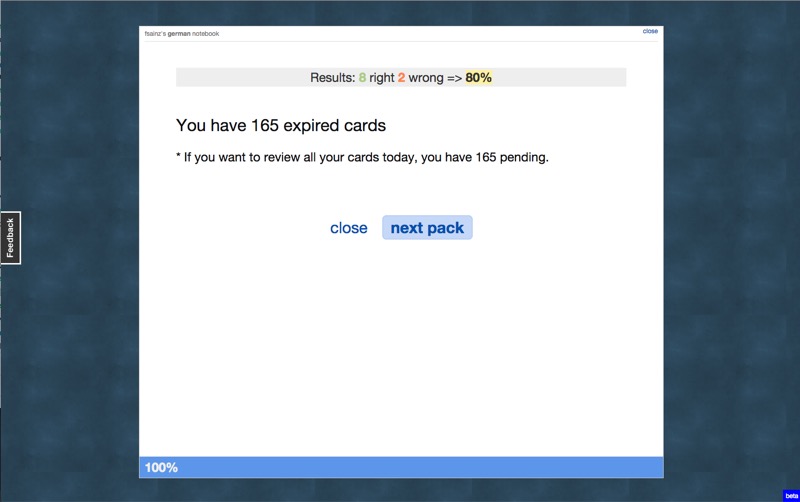 fsainz's german notebook
close
Results: 8 right 2 wrong => 80%
You have 165 expired cards
* If you want to review all your cards today, you have 165 pending.
close next pack
Feedback
100%
beta